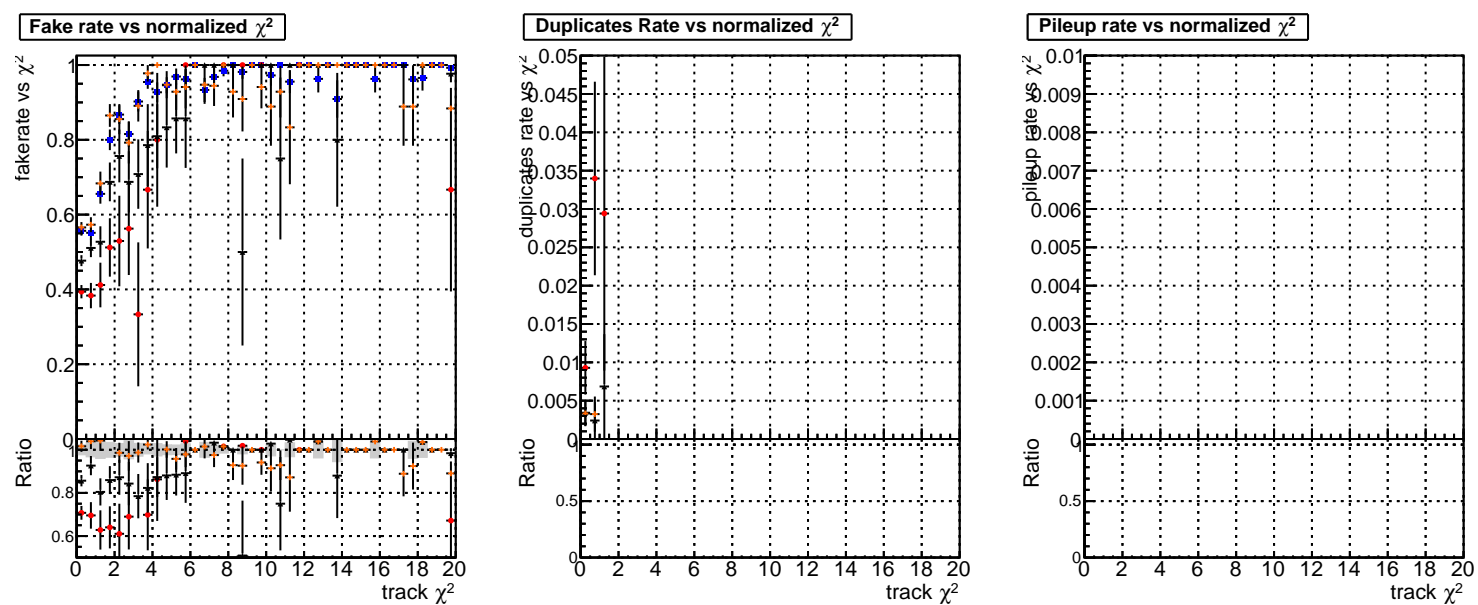 Fake rate vs normalized χ²
fakerate vs χ²
1
0.8
0.6
0.4
0.2
0
Ratio
1
0.8
0.6
0 2 4 6 8 10 12 14 16 18 20
track χ²
Duplicates Rate vs normalized χ²
duplicates rate vs χ²
0.05
0.045
0.04
0.035
0.03
0.025
0.02
0.015
0.01
0.005
0
Ratio
1
0.5
0
0 2 4 6 8 10 12 14 16 18 20
track χ²
Pileup rate vs normalized χ²
pileup rate vs χ²
0.01
0.009
0.008
0.007
0.006
0.005
0.004
0.003
0.002
0.001
0
Ratio
1
0.5
0
0 2 4 6 8 10 12 14 16 18 20
track χ²